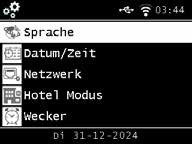 03:44
Sprache
Datum/Zeit
Netzwerk
Hotel Modus
Wecker
Di 31-12-2024